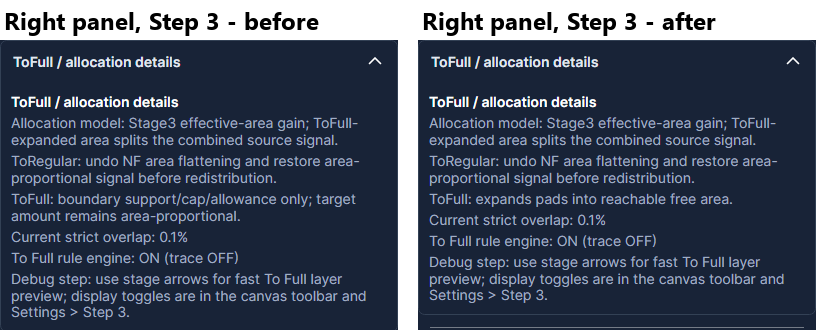 Right panel, Step 3 - before
ToFull / allocation details
ToFull / allocation details
Allocation model: Stage3 effective-area gain; ToFull-
expanded area splits the combined source signal.
ToRegular: undo NF area flattening and restore area-
proportional signal before redistribution.
ToFull: boundary support/cap/allowance only; target
amount remains area-proportional.
Current strict overlap: 0.1%
To Full rule engine: ON (trace OFF)
Debug step: use stage arrows for fast To Full layer
preview; display toggles are in the canvas toolbar and
Settings > Step 3.
Right panel, Step 3 - after
ToFull / allocation details
ToFull / allocation details
Allocation model: Stage3 effective-area gain; ToFull-
expanded area splits the combined source signal.
ToRegular: undo NF area flattening and restore area-
proportional signal before redistribution.
ToFull: expands pads into reachable free area.
Current strict overlap: 0.1%
To Full rule engine: ON (trace OFF)
Debug step: use stage arrows for fast To Full layer
preview; display toggles are in the canvas toolbar and
Settings > Step 3.